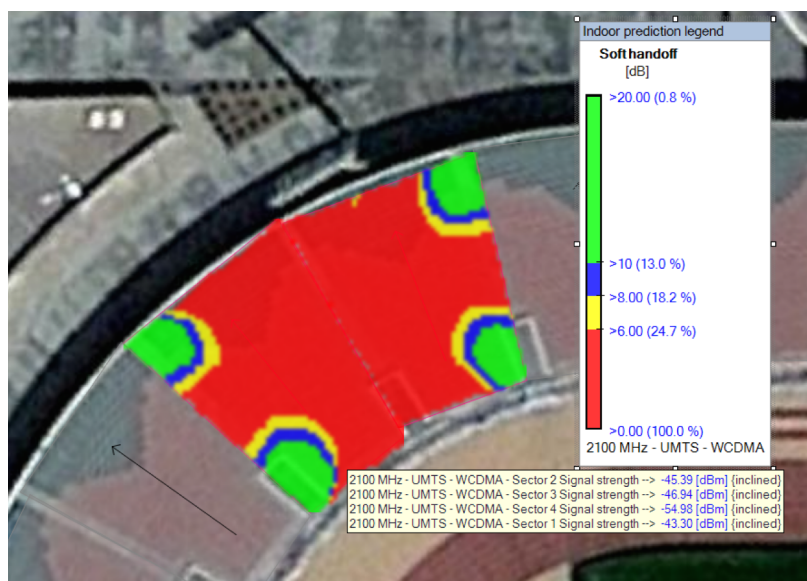 Indoor prediction legend
Soft handoff
[dB]
>20.00 (0.8 %)
>10 (13.0 %)
>8.00 (18.2 %)
>6.00 (24.7 %)
>0.00 (100.0 %)
2100 MHz - UMTS - WCDMA
2100 MHz - UMTS - WCDMA - Sector 2 Signal strength --> -45.39 [dBm] {inclined}
2100 MHz - UMTS - WCDMA - Sector 3 Signal strength --> -46.94 [dBm] {inclined}
2100 MHz - UMTS - WCDMA - Sector 4 Signal strength --> -54.98 [dBm] {inclined}
2100 MHz - UMTS - WCDMA - Sector 1 Signal strength --> -43.30 [dBm] {inclined}